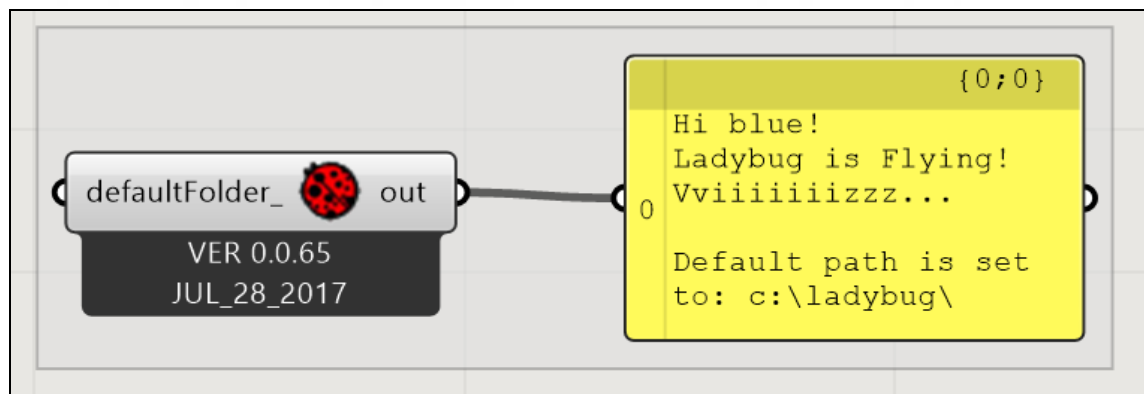 defaultFolder_ out
VER 0.0.65
JUL_28_2017
{0;0}
0
Hi blue!
Ladybug is Flying!
Vviiiiiiizzz...
Default path is set
to: c:\ladybug\